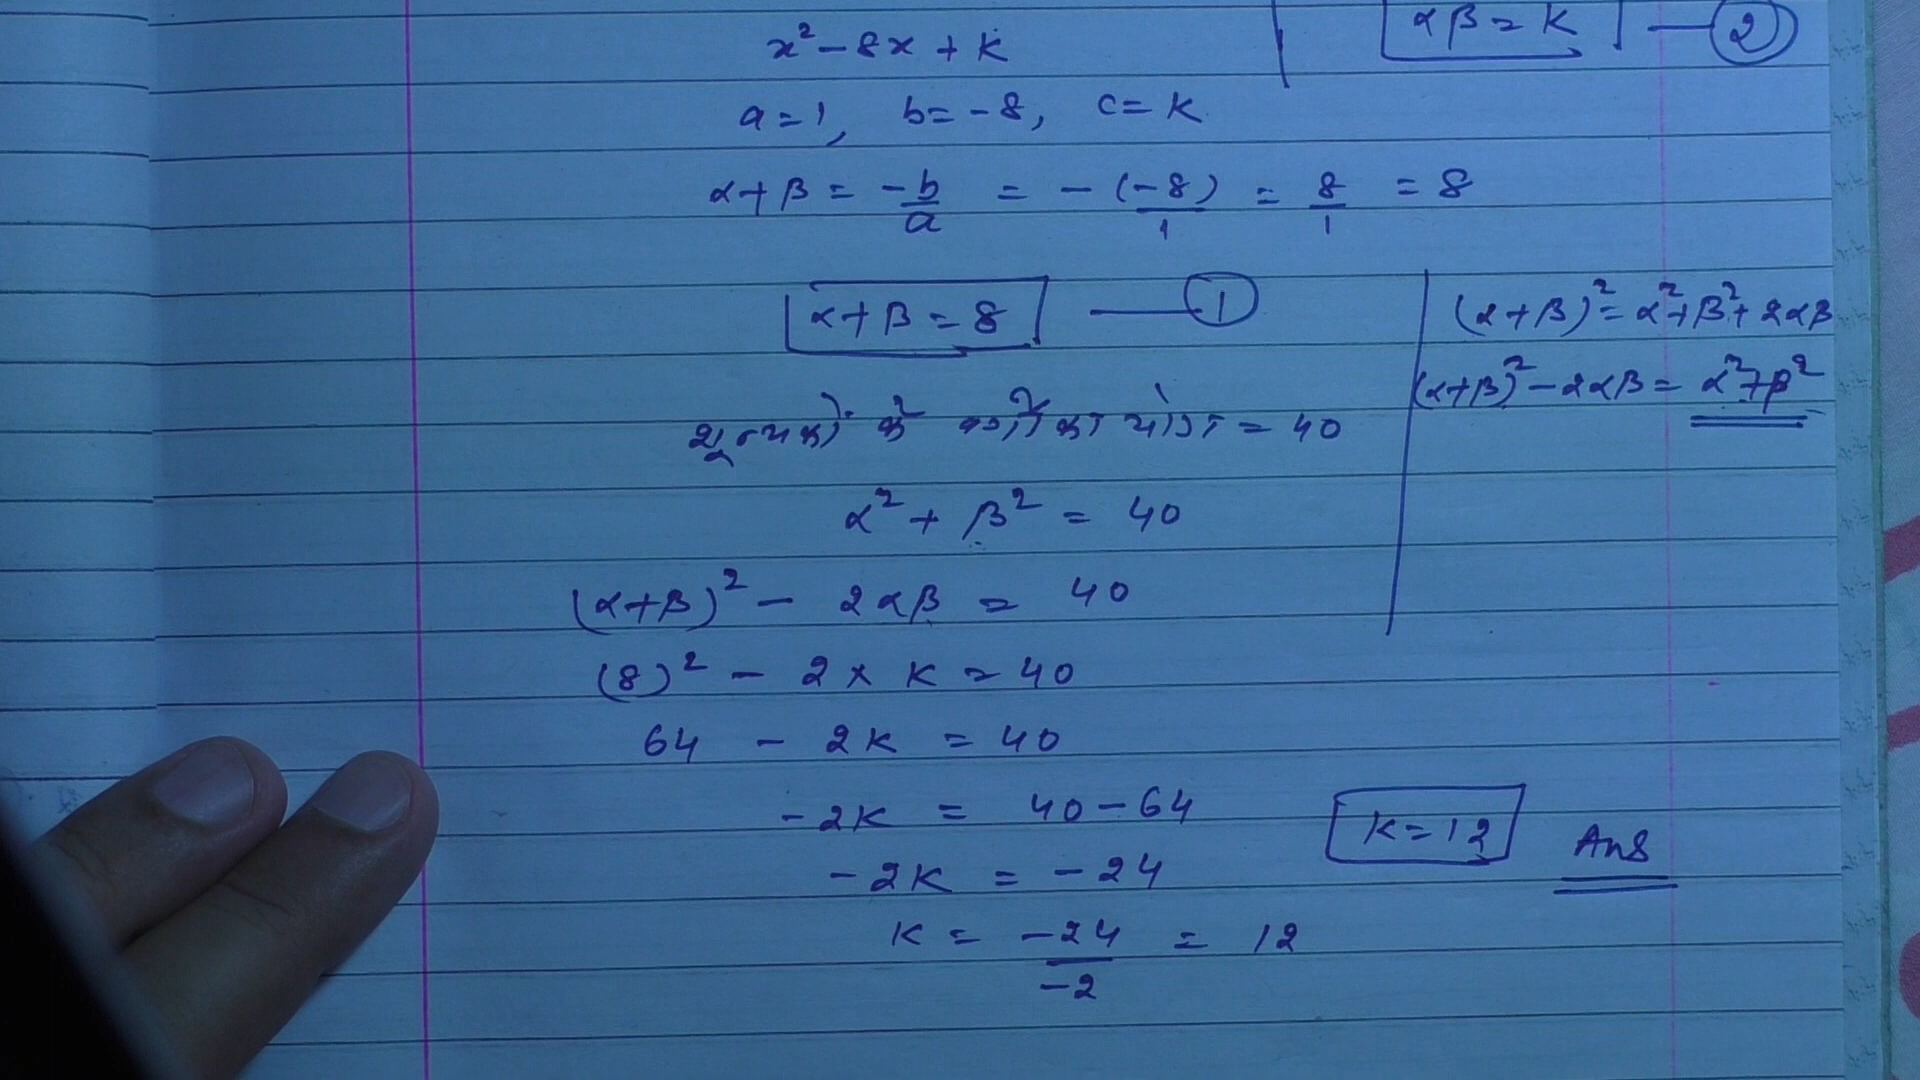 x² - 8x + k
αβ = k — ②
a = 1, b = -8, c = k
α + β = -b/a = -(-8)/1 = 8/1 = 8
α + β = 8 — ①
(α + β)² = α² + β² + 2αβ
(α + β)² - 2αβ = α² + β²
शून्यकों के वर्गों का योग = 40
α² + β² = 40
(α + β)² - 2αβ = 40
(8)² - 2 × k = 40
64 - 2k = 40
-2k = 40 - 64
k = 12 Ans
-2k = -24
k = -24/-2 = 12